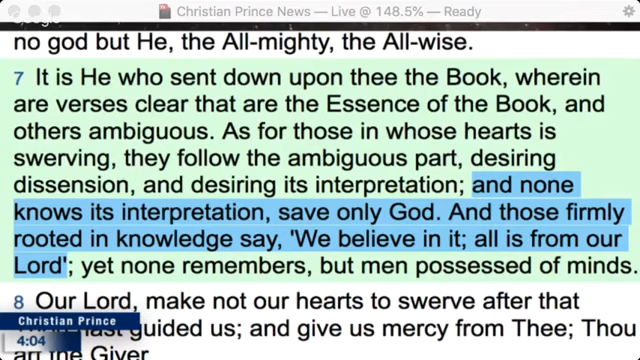 Christian Prince News — Live @ 148.5% — Ready
no god but He, the All-mighty, the All-wise.
7 It is He who sent down upon thee the Book, wherein
are verses clear that are the Essence of the Book, and
others ambiguous. As for those in whose hearts is
swerving, they follow the ambiguous part, desiring
dissension, and desiring its interpretation; and none
knows its interpretation, save only God. And those firmly
rooted in knowledge say, 'We believe in it; all is from our
Lord'; yet none remembers, but men possessed of minds.
8 Our Lord, make not our hearts to swerve after that
Christian Prince
guided us; and give us mercy from Thee; Thou
4:04
art the Giver